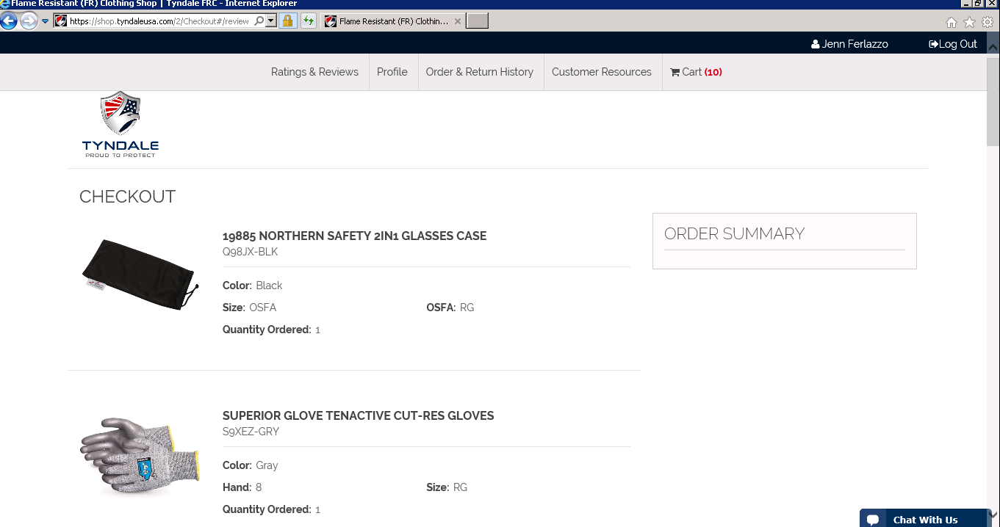 Flame Resistant (FR) Clothing Shop | Tyndale FRC - Internet Explorer
https://shop.tyndaleusa.com/2/Checkout#/review
Flame Resistant (FR) Clothin...
Jenn Ferlazzo
Log Out
Ratings & Reviews
Profile
Order & Return History
Customer Resources
Cart (10)
TYNDALE
PROUD TO PROTECT
CHECKOUT
19885 NORTHERN SAFETY 2IN1 GLASSES CASE
Q98JX-BLK
Color: Black
Size: OSFA
OSFA: RG
Quantity Ordered: 1
ORDER SUMMARY
SUPERIOR GLOVE TENACTIVE CUT-RES GLOVES
S9XEZ-GRY
Color: Gray
Hand: 8
Size: RG
Quantity Ordered: 1
Chat With Us